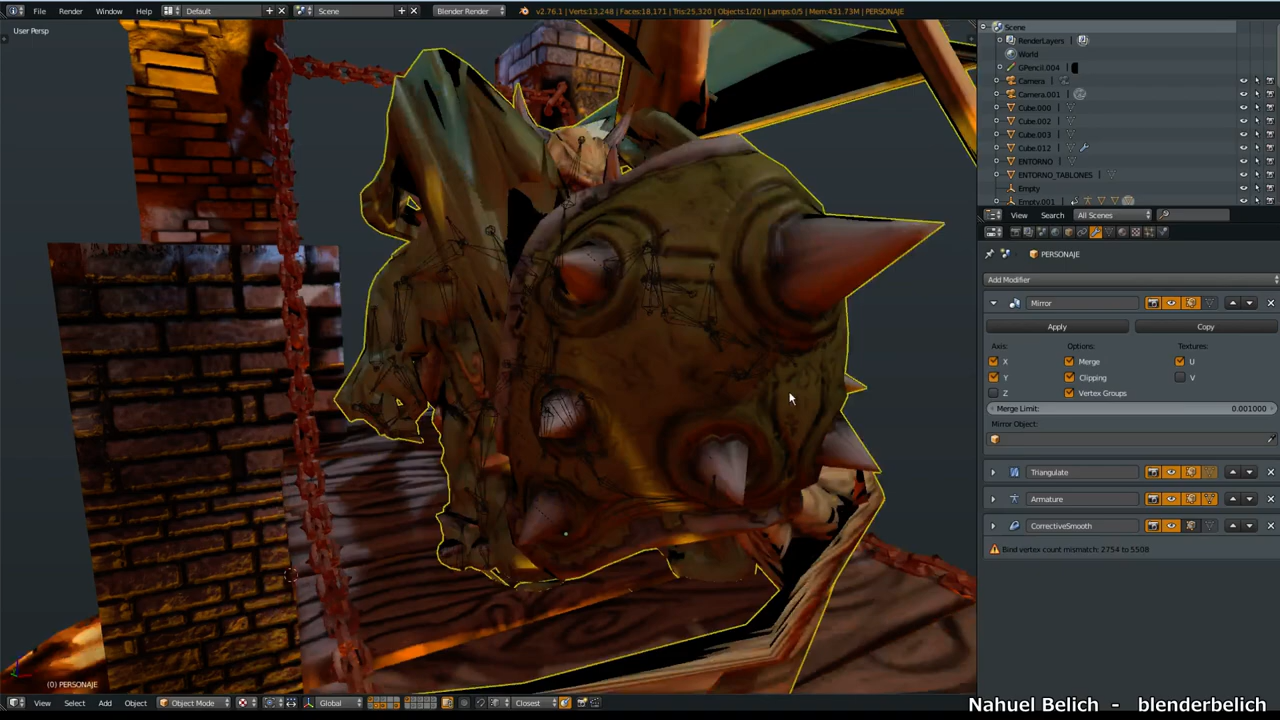 File Render Window Help Default Scene Blender Render v2.76.1 | Verts:13,248 | Faces:18,171 | Tris:25,320 | Objects:1/20 | Lamps:0/5 | Mem:431.73M | PERSONAJE
User Persp
Scene
RenderLayers
World
GPencil.004
Camera
Camera.001
Cube.000
Cube.002
Cube.003
Cube.012
ENTORNO
ENTORNO_TABLONES
Empty
Empty.001
View Search All Scenes
PERSONAJE
Add Modifier
Mirror
Apply Copy
Axis: Options: Textures:
X Merge U
Y Clipping V
Z Vertex Groups
Merge Limit: 0.001000
Mirror Object:
Triangulate
Armature
CorrectiveSmooth
Bind vertex count mismatch: 2754 to 5508
(0) PERSONAJE
View Select Add Object Object Mode Global Closest
Nahuel Belich - blenderbelich